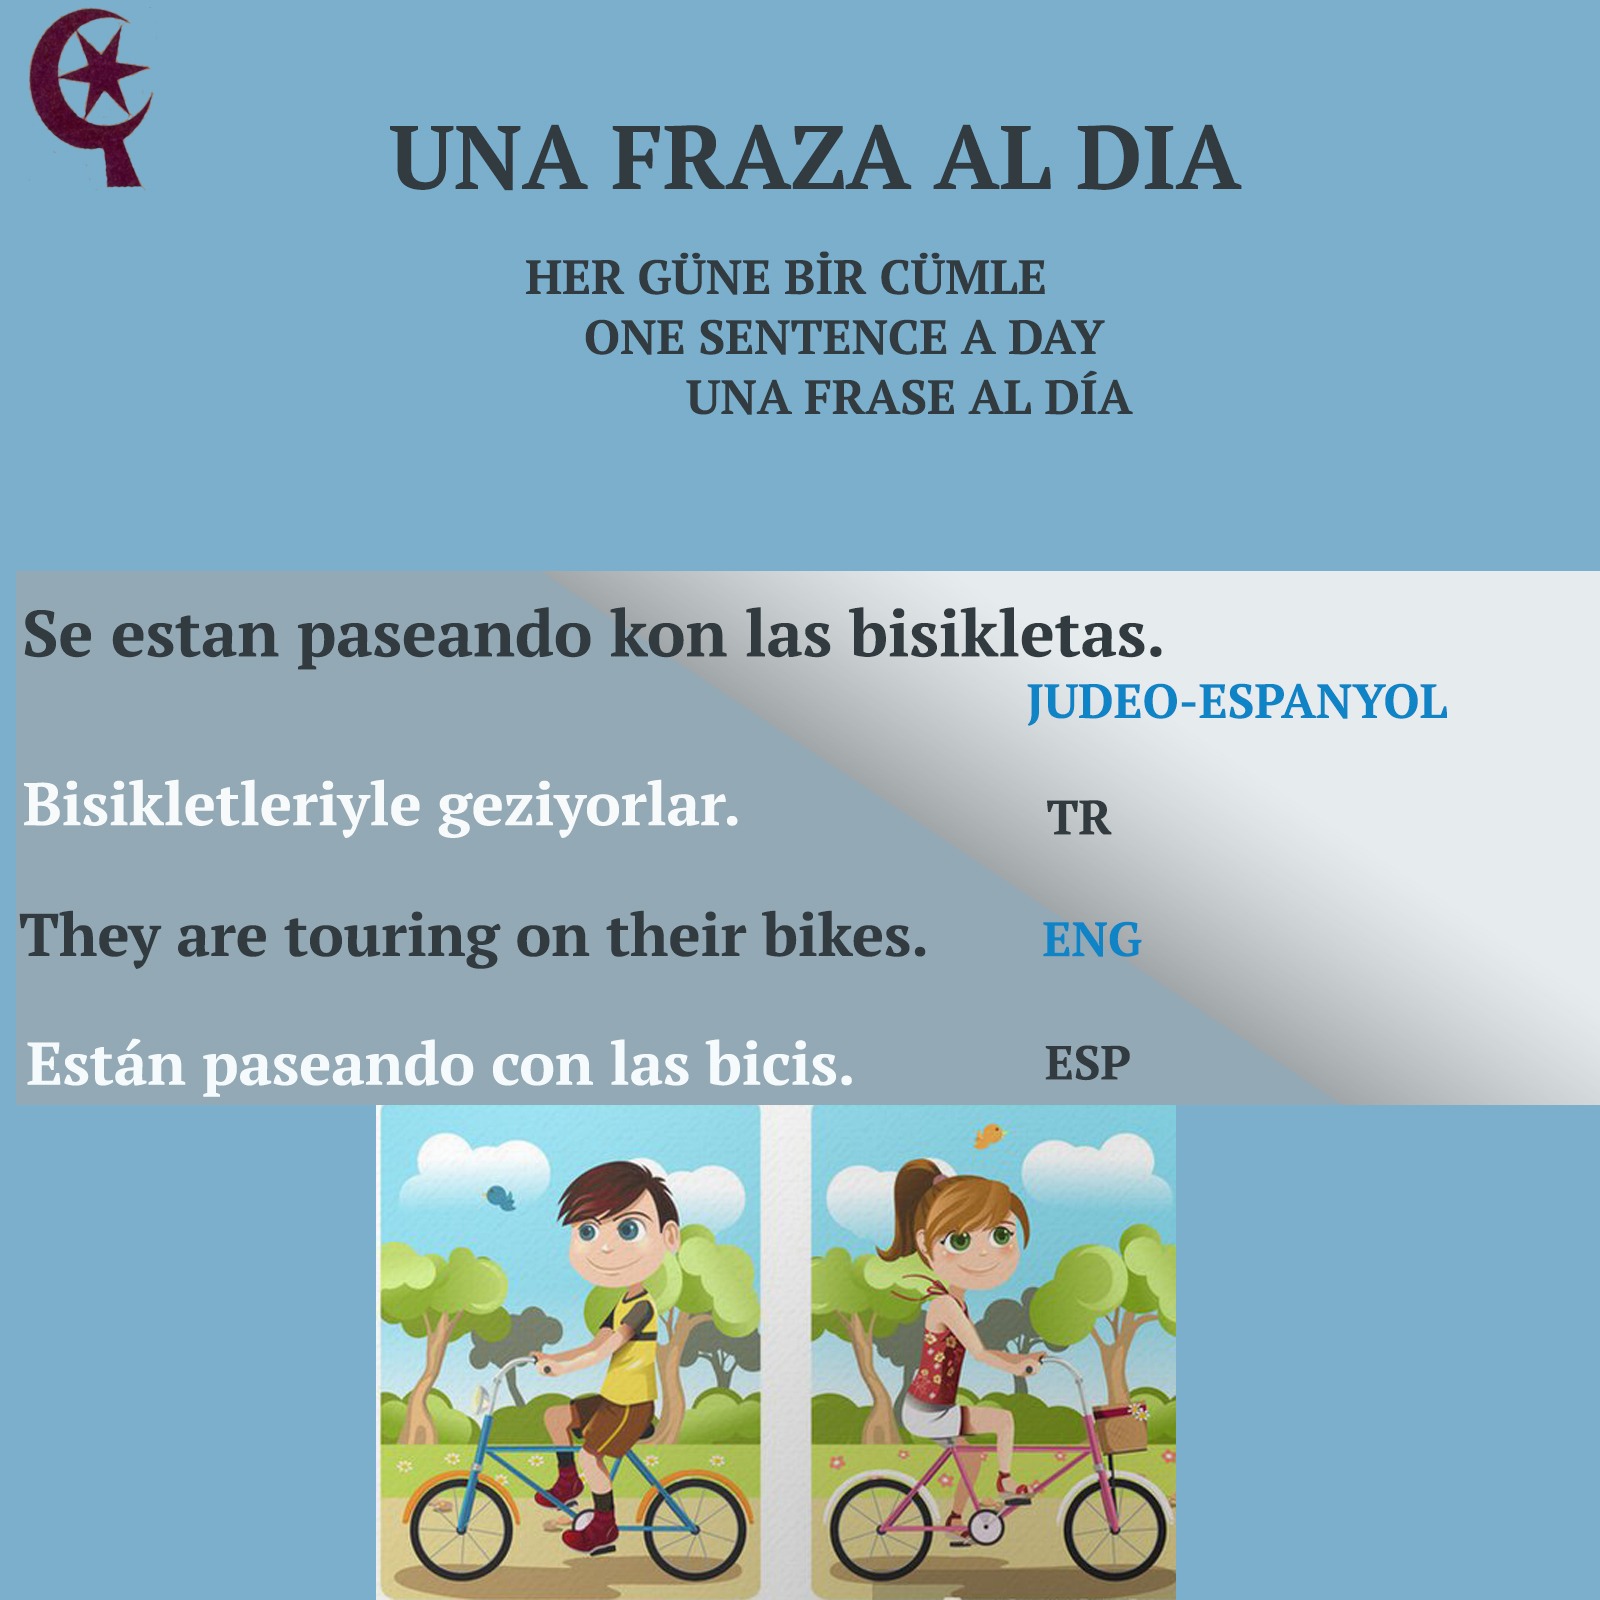 UNA FRAZA AL DIA
HER GÜNE BİR CÜMLE
ONE SENTENCE A DAY
UNA FRASE AL DÍA
Se estan paseando kon las bisikletas.
JUDEO-ESPANYOL
Bisikletleriyle geziyorlar. TR
They are touring on their bikes. ENG
Están paseando con las bicis. ESP